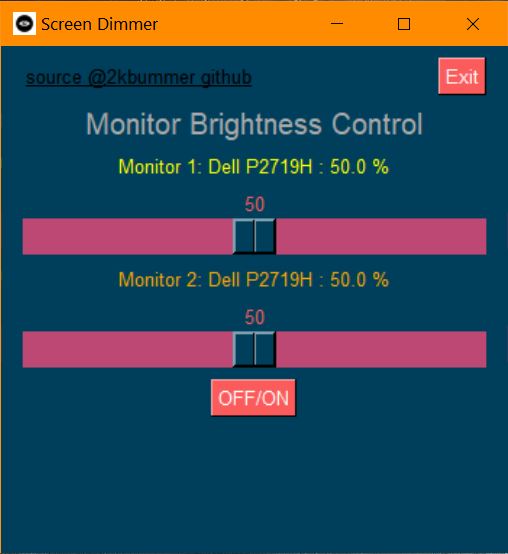 Screen Dimmer
source @2kbummer github
Exit
Monitor Brightness Control
Monitor 1: Dell P2719H : 50.0 %
50
Monitor 2: Dell P2719H : 50.0 %
50
OFF/ON